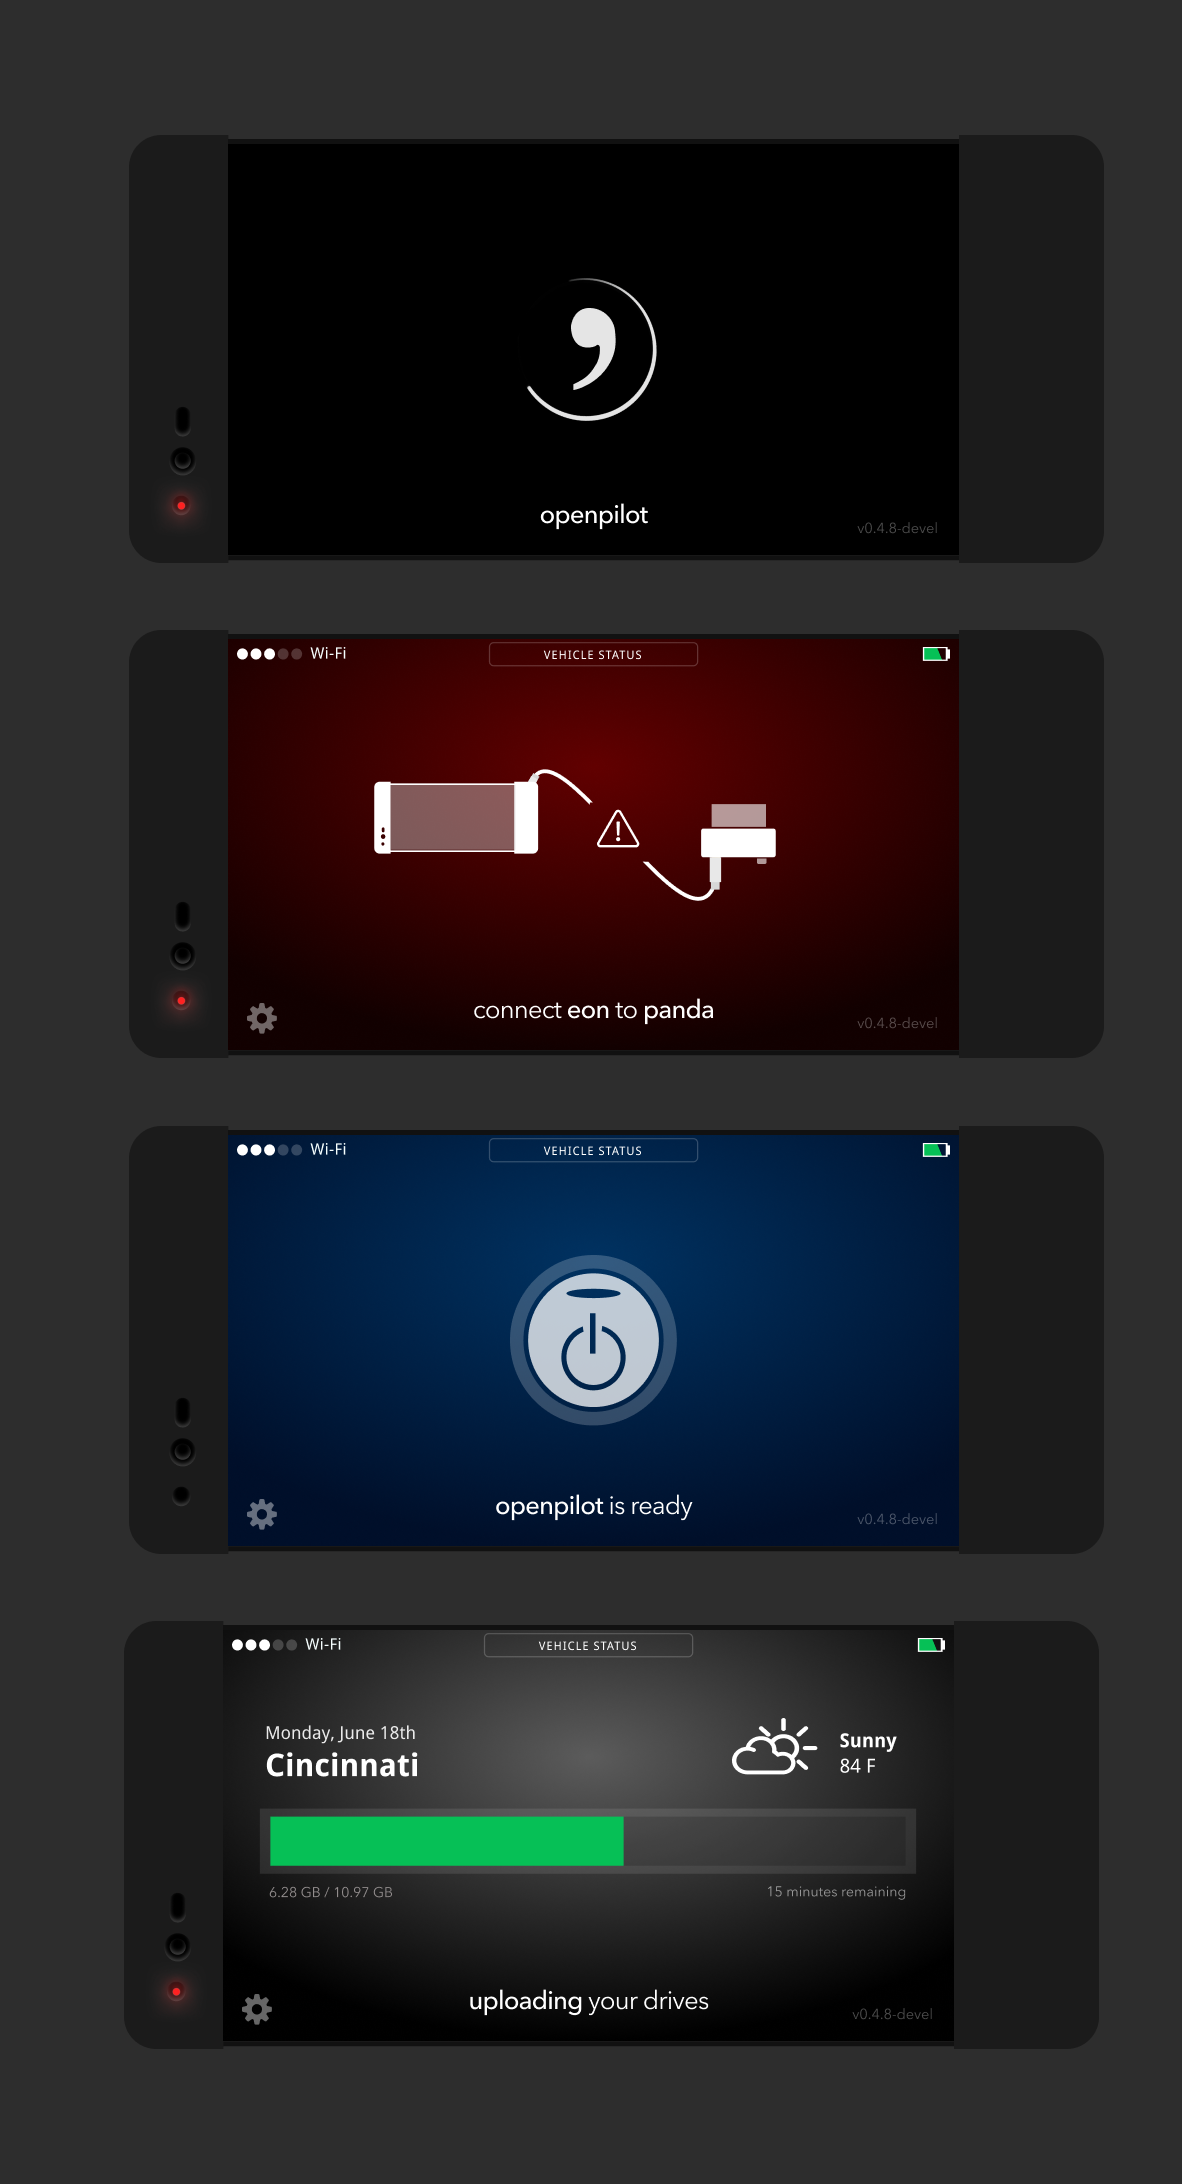 openpilot
v0.4.8-devel
Wi-Fi
VEHICLE STATUS
connect eon to panda
v0.4.8-devel
Wi-Fi
VEHICLE STATUS
openpilot is ready
v0.4.8-devel
Wi-Fi
VEHICLE STATUS
Monday, June 18th
Cincinnati
Sunny
84 F
6.28 GB / 10.97 GB
15 minutes remaining
uploading your drives
v0.4.8-devel